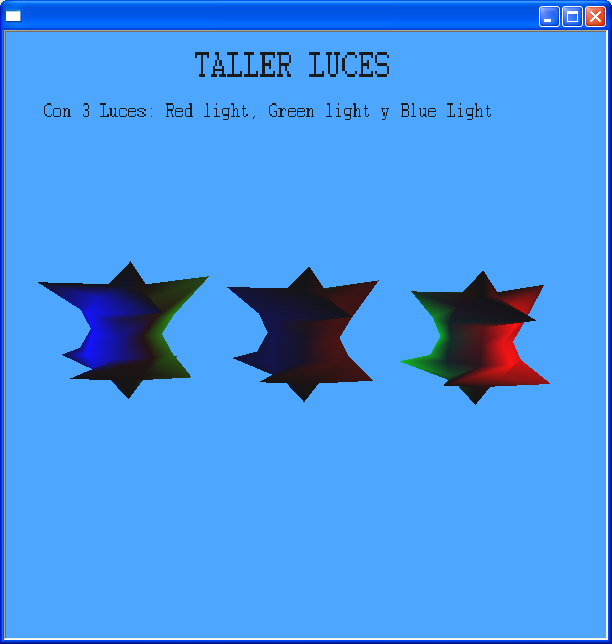 TALLER LUCES
Con 3 Luces: Red light, Green light y Blue Light